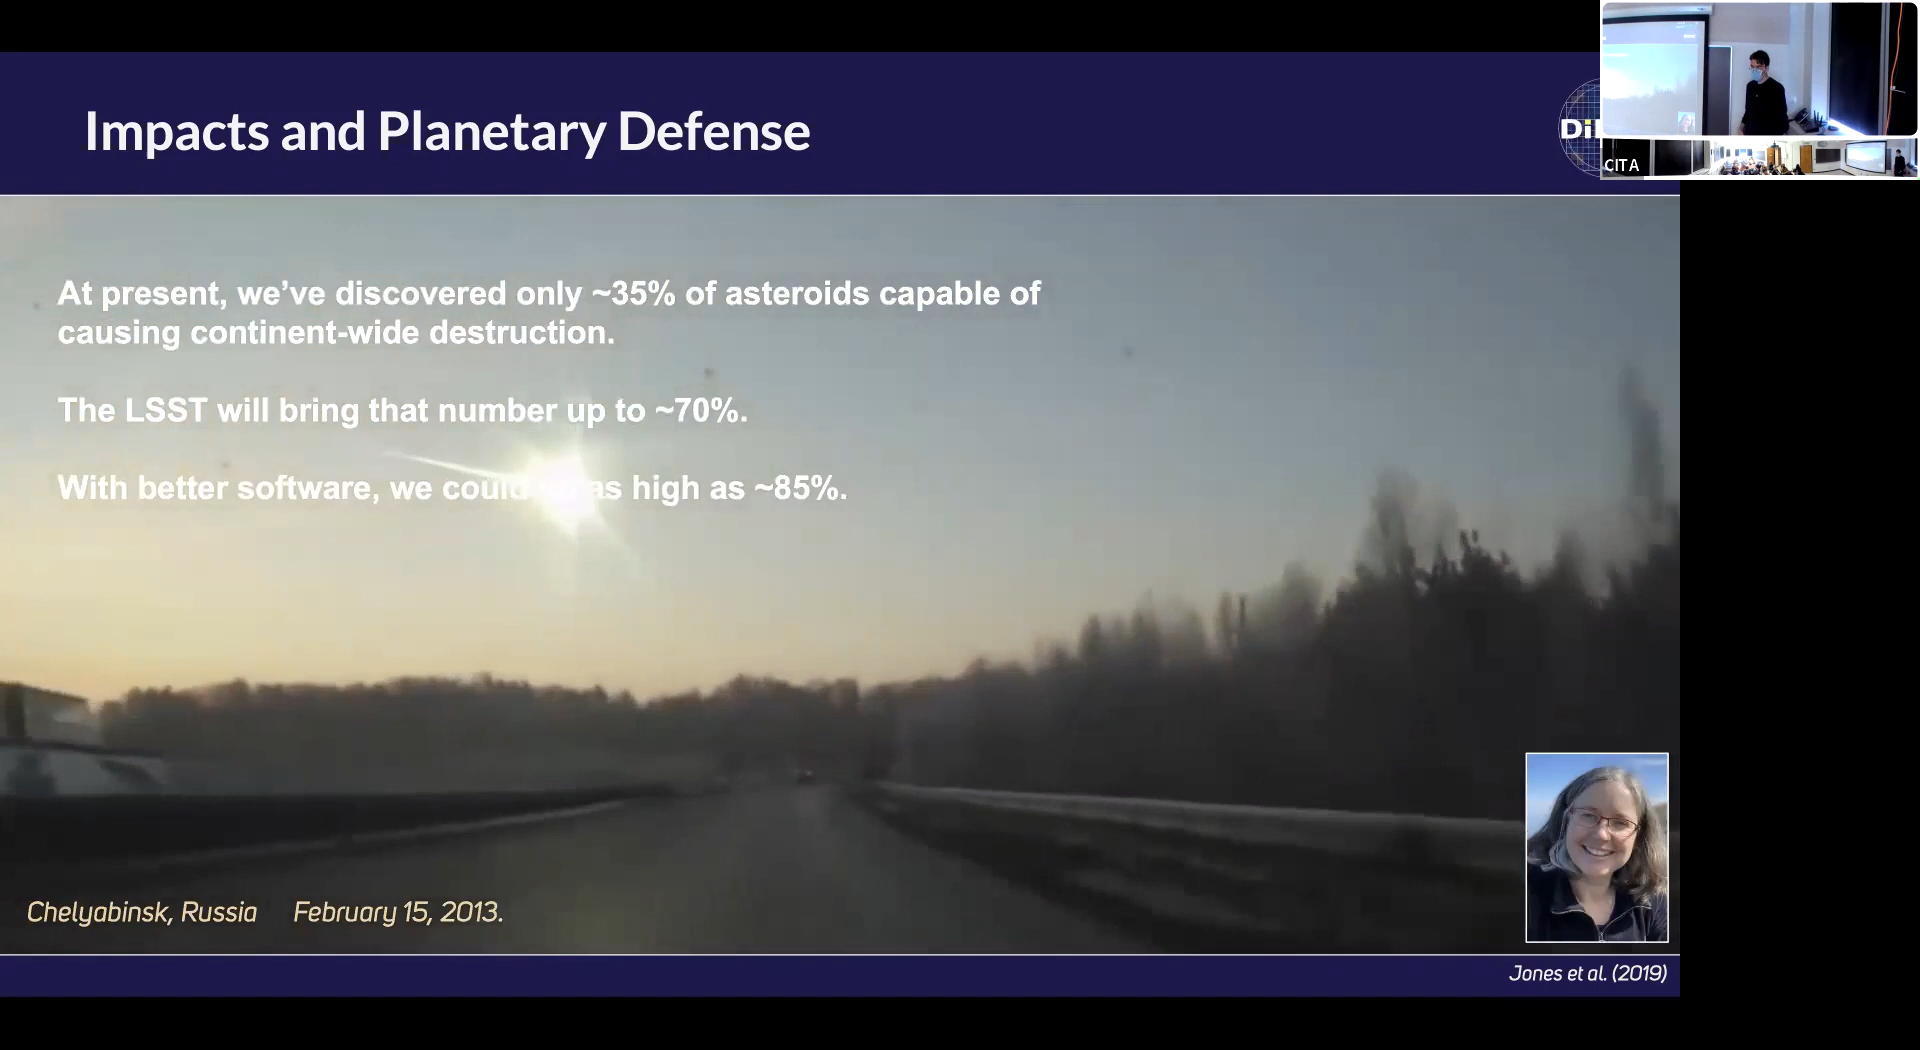 Impacts and Planetary Defense
CITA
At present, we've discovered only ~35% of asteroids capable of
causing continent-wide destruction.
The LSST will bring that number up to ~70%.
With better software, we could as high as ~85%.
Chelyabinsk, Russia February 15, 2013.
Jones et al. (2019)